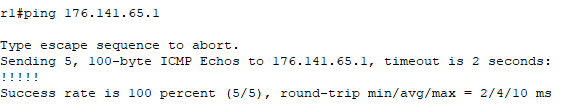 r1#ping 176.141.65.1
Type escape sequence to abort.
Sending 5, 100-byte ICMP Echos to 176.141.65.1, timeout is 2 seconds:
!!!!!
Success rate is 100 percent (5/5), round-trip min/avg/max = 2/4/10 ms